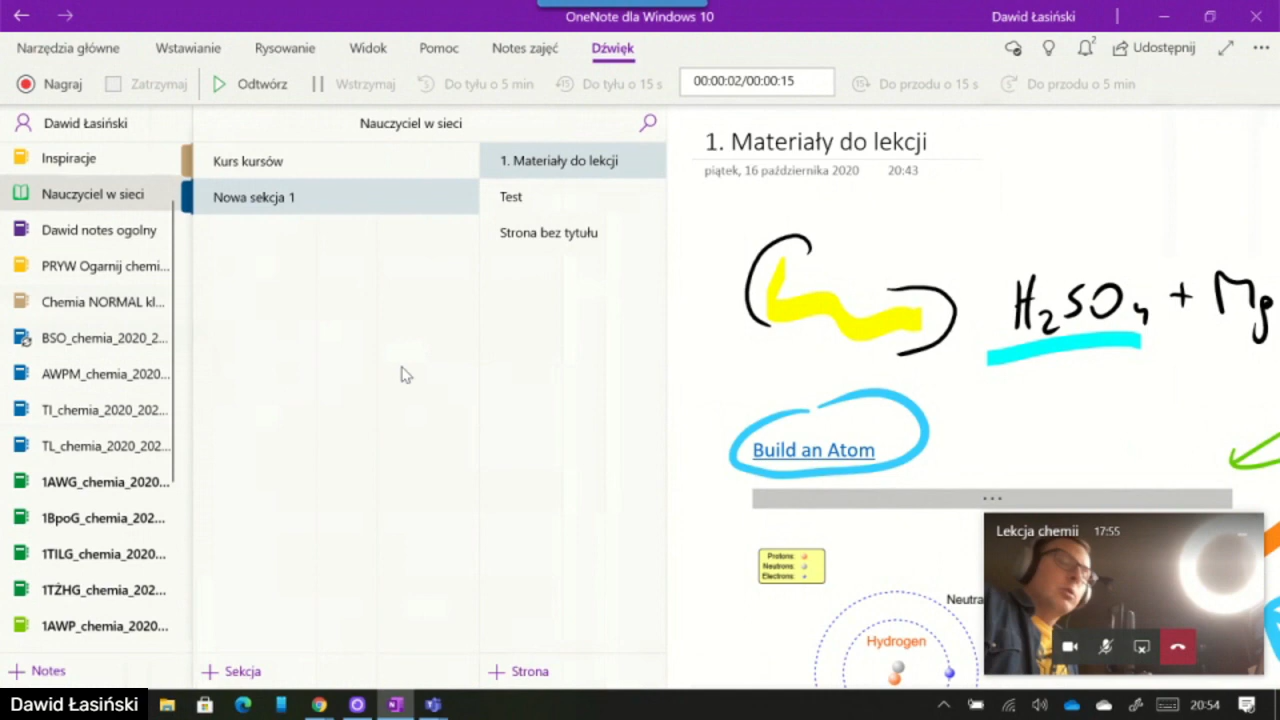 OneNote dla Windows 10
Dawid Łasiński
Narzędzia główne Wstawianie Rysowanie Widok Pomoc Notes zajęć Dźwięk
2 Udostępnij
Nagraj Zatrzymaj Odtwórz Wstrzymaj Do tyłu o 5 min Do tyłu o 15 s 00:00:02/00:00:15 Do przodu o 15 s Do przodu o 5 min
Dawid Łasiński
Inspiracje
Nauczyciel w sieci
Dawid notes ogolny
PRYW Ogarnij chemi...
Chemia NORMAL kl...
BSO_chemia_2020_2...
AWPM_chemia_2020...
TI_chemia_2020_202...
TL_chemia_2020_202...
1AWG_chemia_2020...
1BpoG_chemia_202...
1TILG_chemia_2020...
1TŻHG_chemia_202...
1AWP_chemia_2020...
+ Notes
Nauczyciel w sieci
Kurs kursów
Nowa sekcja 1
+ Sekcja
1. Materiały do lekcji
Test
Strona bez tytułu
+ Strona
1. Materiały do lekcji
piątek, 16 października 2020 20:43
H₂SO₄ + Mg
Build an Atom
Protons:
Neutrons:
Electrons:
Neutra
Hydrogen
Lekcja chemii 17:55
Dawid Łasiński
20:54